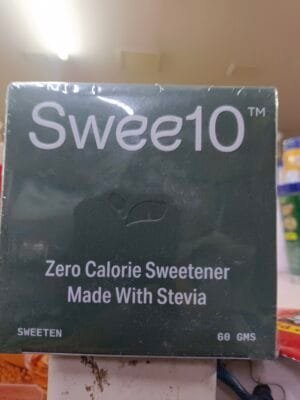 Swee10™
Zero Calorie Sweetener
Made With Stevia
SWEETEN
60 GMS